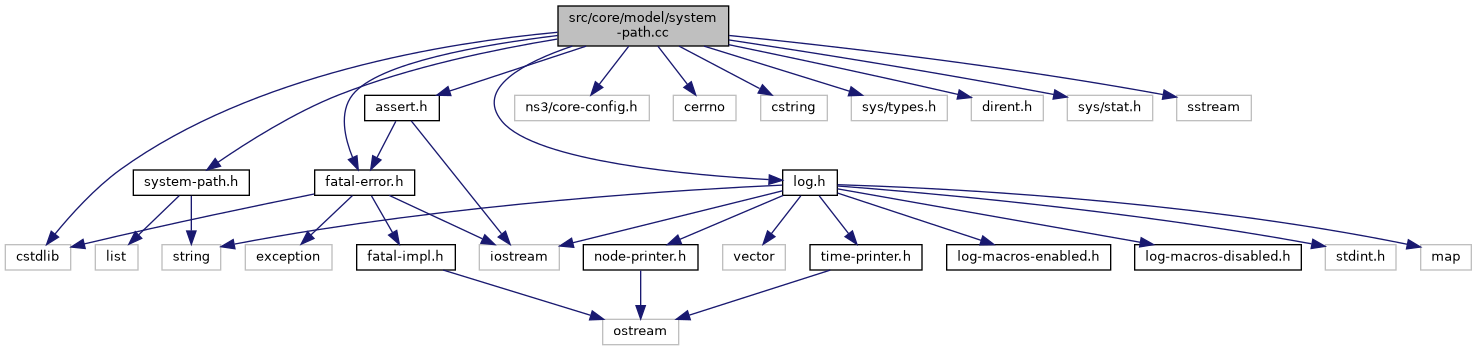 src/core/model/system
-path.cc
assert.h
ns3/core-config.h
cerrno
cstring
sys/types.h
dirent.h
sys/stat.h
sstream
system-path.h
fatal-error.h
log.h
cstdlib
list
string
exception
fatal-impl.h
iostream
node-printer.h
vector
time-printer.h
log-macros-enabled.h
log-macros-disabled.h
stdint.h
map
ostream